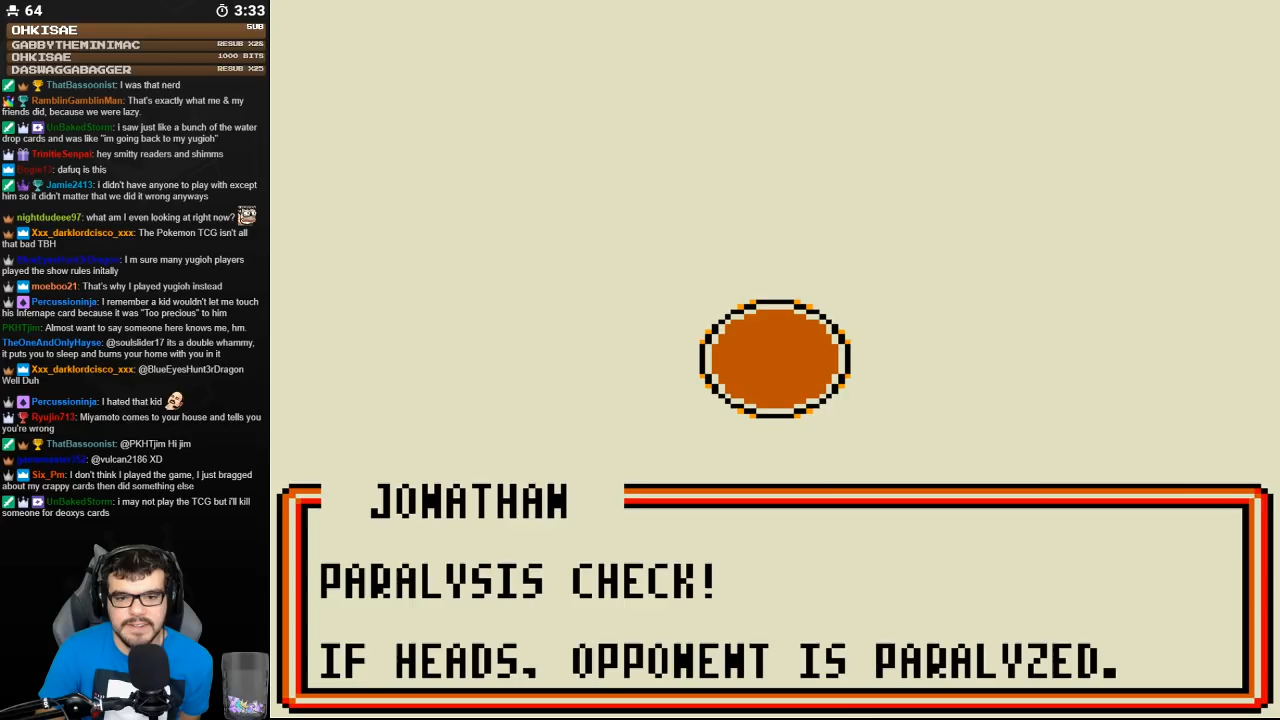 64
3:33
OHKISAE SUB
GABBYTHEMINIMAC RESUB X26
OHKISAE 1000 BITS
DASWAGGABAGGER RESUB X25
ThatBassoonist: I was that nerd
RamblinGamblinMan: That's exactly what me & my
friends did, because we were lazy.
UnBakedStorm: i saw just like a bunch of the water
drop cards and was like "im going back to my yugioh"
TrinitieSenpai: hey smitty readers and shimms
dafuq is this
Jamie2413: i didn't have anyone to play with except
him so it didn't matter that we did it wrong anyways
nightdudeee97: what am I even looking at right now?
Xxx_darklordcisco_xxx: The Pokemon TCG isn't all
that bad TBH
BlueEyesHunt3rDragon: I m sure many yugioh players
played the show rules initally
moeboo21: That's why I played yugioh instead
Percussioninja: I remember a kid wouldn't let me touch
his Infernape card because it was "Too precious" to him
PKHTjim: Almost want to say someone here knows me, hm.
TheOneAndOnlyHayse: @soulslider17 its a double whammy,
it puts you to sleep and burns your home with you in it
Xxx_darklordcisco_xxx: @BlueEyesHunt3rDragon
Well Duh
Percussioninja: I hated that kid
Ryujin713: Miyamoto comes to your house and tells you
you're wrong
ThatBassoonist: @PKHTjim Hi jim
@vulcan2186 XD
Six_Pm: I don't think I played the game, I just bragged
about my crappy cards then did something else
UnBakedStorm: i may not play the TCG but i'll kill
someone for deoxys cards
JONATHAN
PARALYSIS CHECK!
IF HEADS, OPPONENT IS PARALYZED.